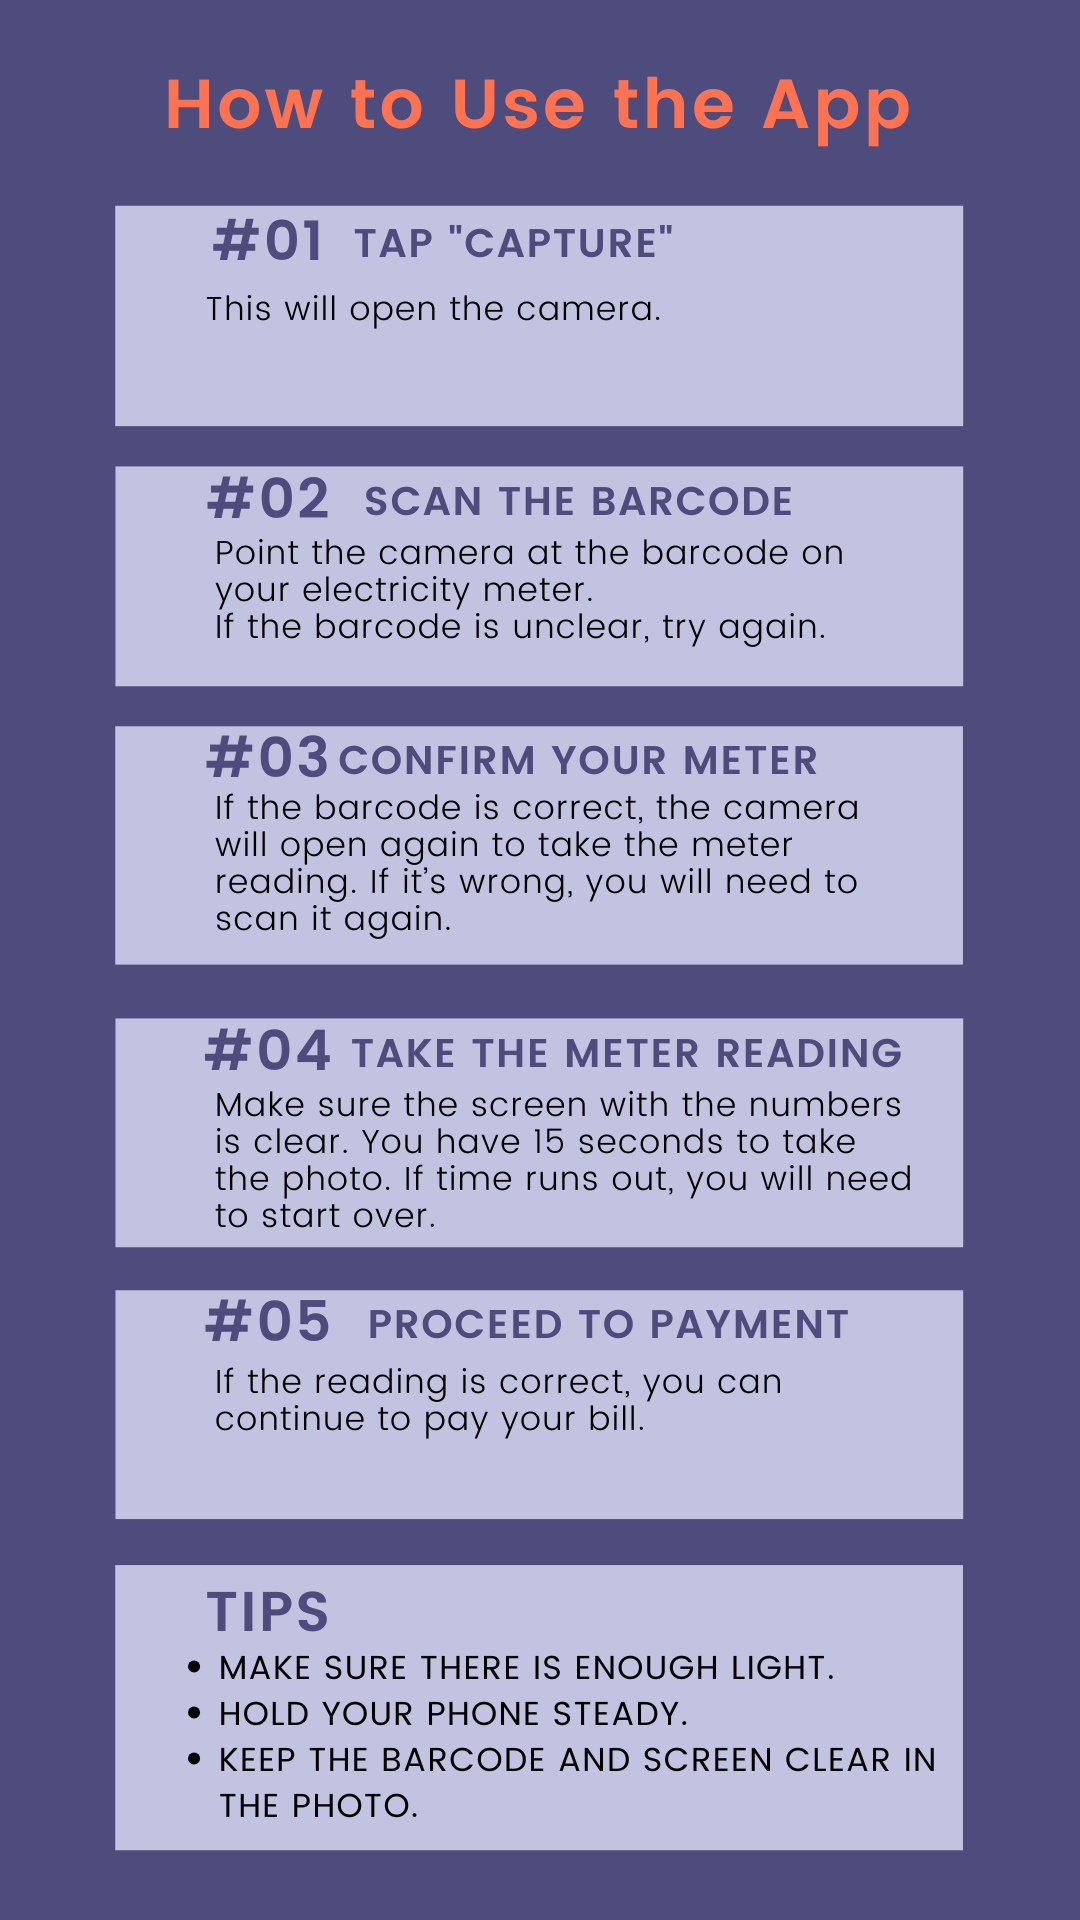 How to Use the App
#01 TAP "CAPTURE"
This will open the camera.
#02 SCAN THE BARCODE
Point the camera at the barcode on
your electricity meter.
If the barcode is unclear, try again.
#03 CONFIRM YOUR METER
If the barcode is correct, the camera
will open again to take the meter
reading. If it’s wrong, you will need to
scan it again.
#04 TAKE THE METER READING
Make sure the screen with the numbers
is clear. You have 15 seconds to take
the photo. If time runs out, you will need
to start over.
#05 PROCEED TO PAYMENT
If the reading is correct, you can
continue to pay your bill.
TIPS
• MAKE SURE THERE IS ENOUGH LIGHT.
• HOLD YOUR PHONE STEADY.
• KEEP THE BARCODE AND SCREEN CLEAR IN
THE PHOTO.